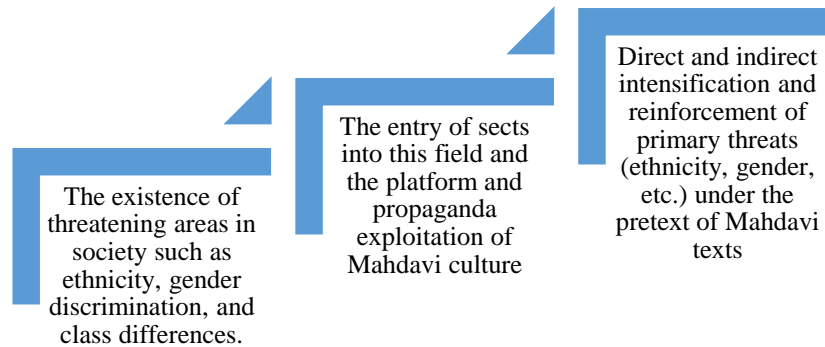 The existence of
threatening areas in
society such as
ethnicity, gender
discrimination, and
class differences.
The entry of sects
into this field and
the platform and
propaganda
exploitation of
Mahdavi culture
Direct and indirect
intensification and
reinforcement of
primary threats
(ethnicity, gender,
etc.) under the
pretext of Mahdavi
texts